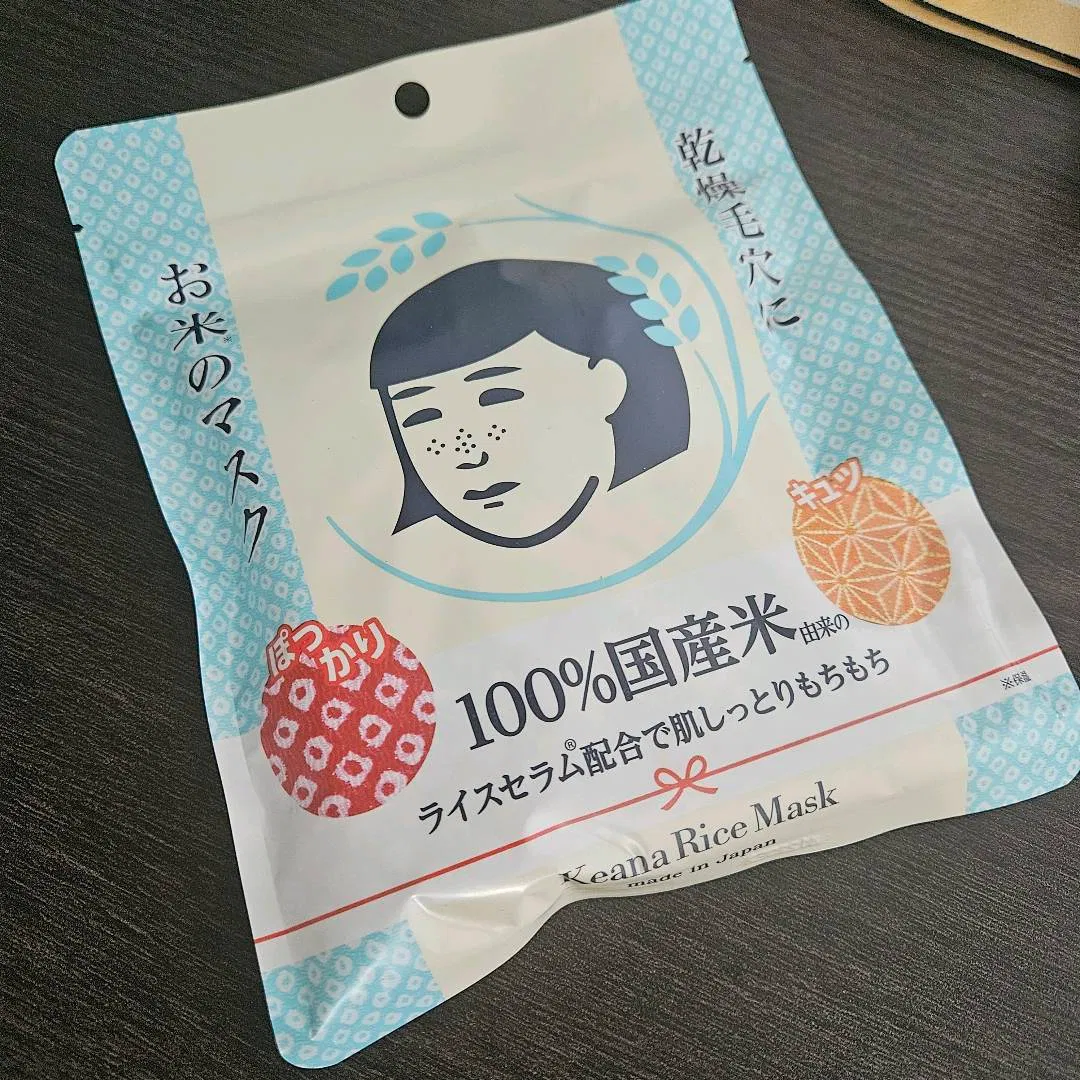 乾燥毛穴に
お米※のマスク
キュッ
ぽっかり
100%国産米由来の
ライスセラム®配合で肌しっとりもちもち
※保湿
Keana Rice Mask
made in Japan